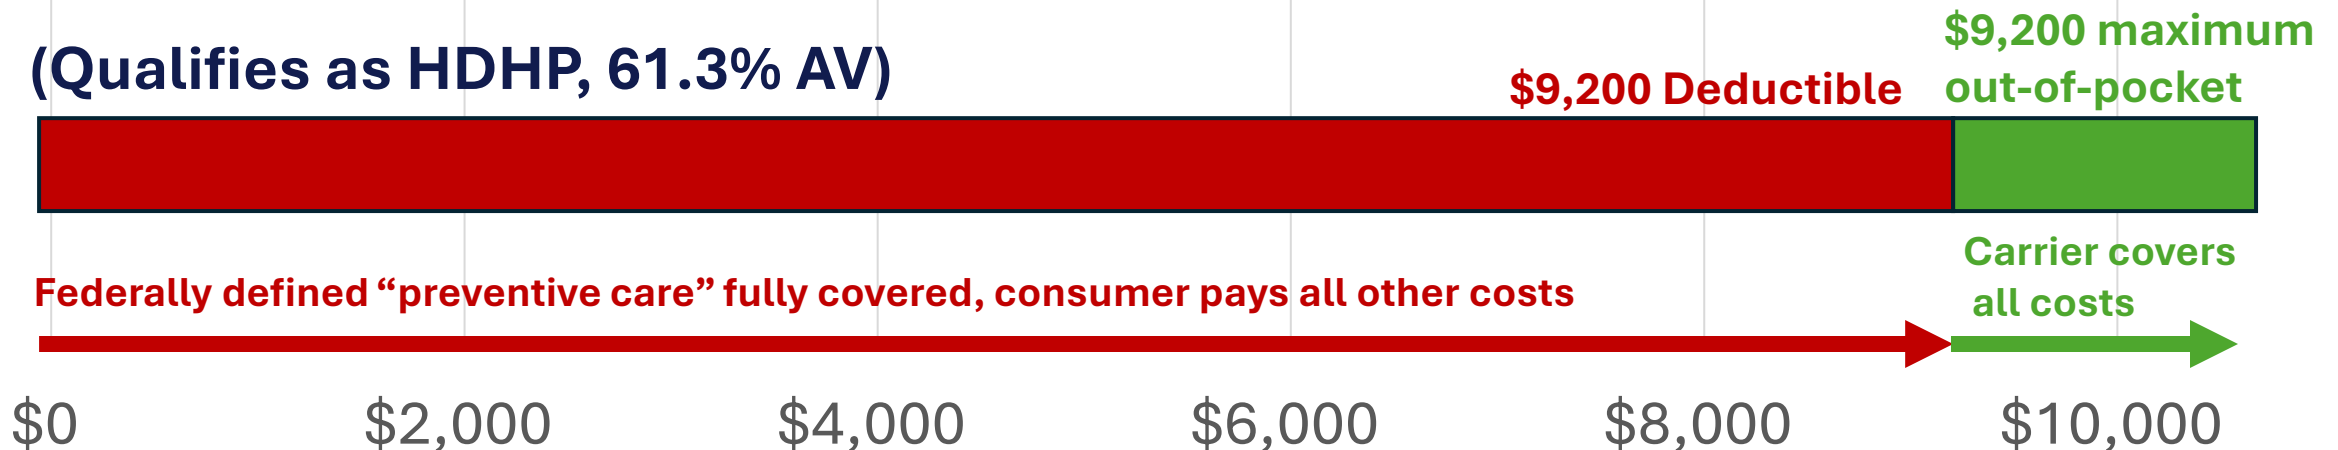 (Qualifies as HDHP, 61.3% AV)
$9,200 Deductible
$9,200 maximum
out-of-pocket
Federally defined “preventive care” fully covered, consumer pays all other costs
Carrier covers
all costs
$0 $2,000 $4,000 $6,000 $8,000 $10,000